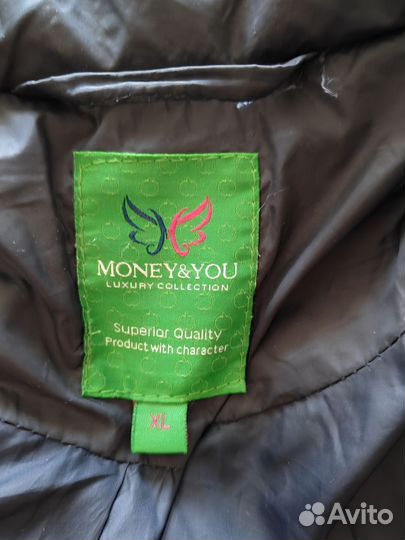 MONEY&YOU
LUXURY COLLECTION
Superior Quality
Product with character
XL
Avito